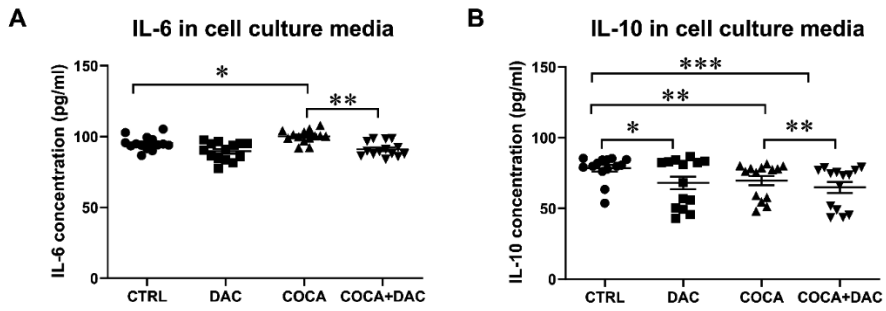 A
IL-6 in cell culture media
IL-6 concentration (pg/ml)
150
100
50
0
*
**
CTRL DAC COCA COCA+DAC
B
IL-10 in cell culture media
IL-10 concentration (pg/ml)
150
100
50
0
***
**
*
**
CTRL DAC COCA COCA+DAC